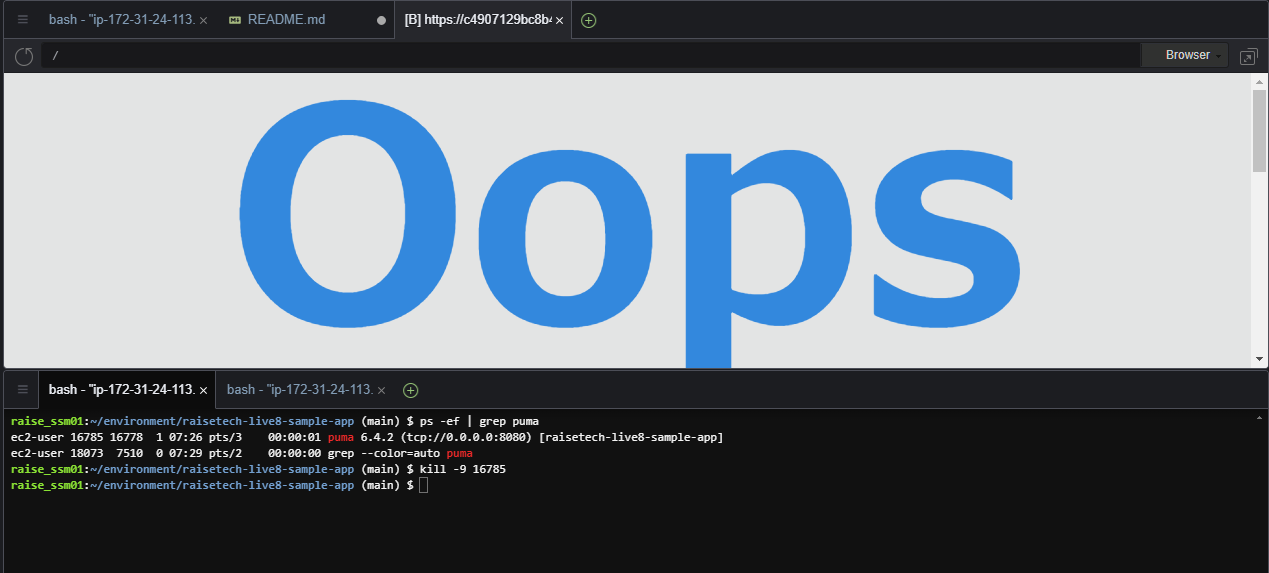 bash - "ip-172-31-24-113.
README.md
[B] https://c4907129bc8b4
/
Browser
Oops
bash - "ip-172-31-24-113.
bash - "ip-172-31-24-113.
raise_ssm01:~/environment/raisetech-live8-sample-app (main) $ ps -ef | grep puma
ec2-user 16785 16778  1 07:26 pts/3    00:00:01 puma 6.4.2 (tcp://0.0.0.0:8080) [raisetech-live8-sample-app]
ec2-user 18073  7510  0 07:29 pts/2    00:00:00 grep --color=auto puma
raise_ssm01:~/environment/raisetech-live8-sample-app (main) $ kill -9 16785
raise_ssm01:~/environment/raisetech-live8-sample-app (main) $